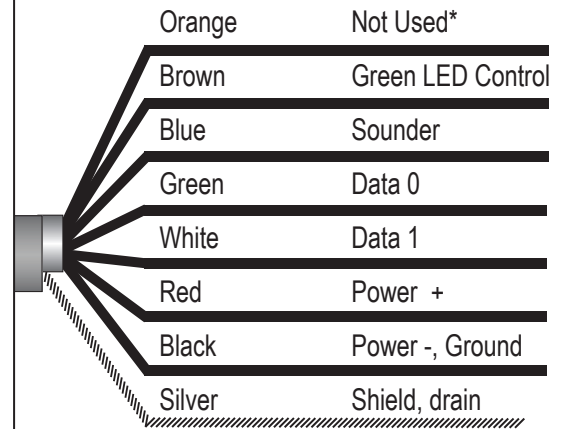 Orange Not Used*
Brown Green LED Control
Blue Sounder
Green Data 0
White Data 1
Red Power +
Black Power -, Ground
Silver Shield, drain